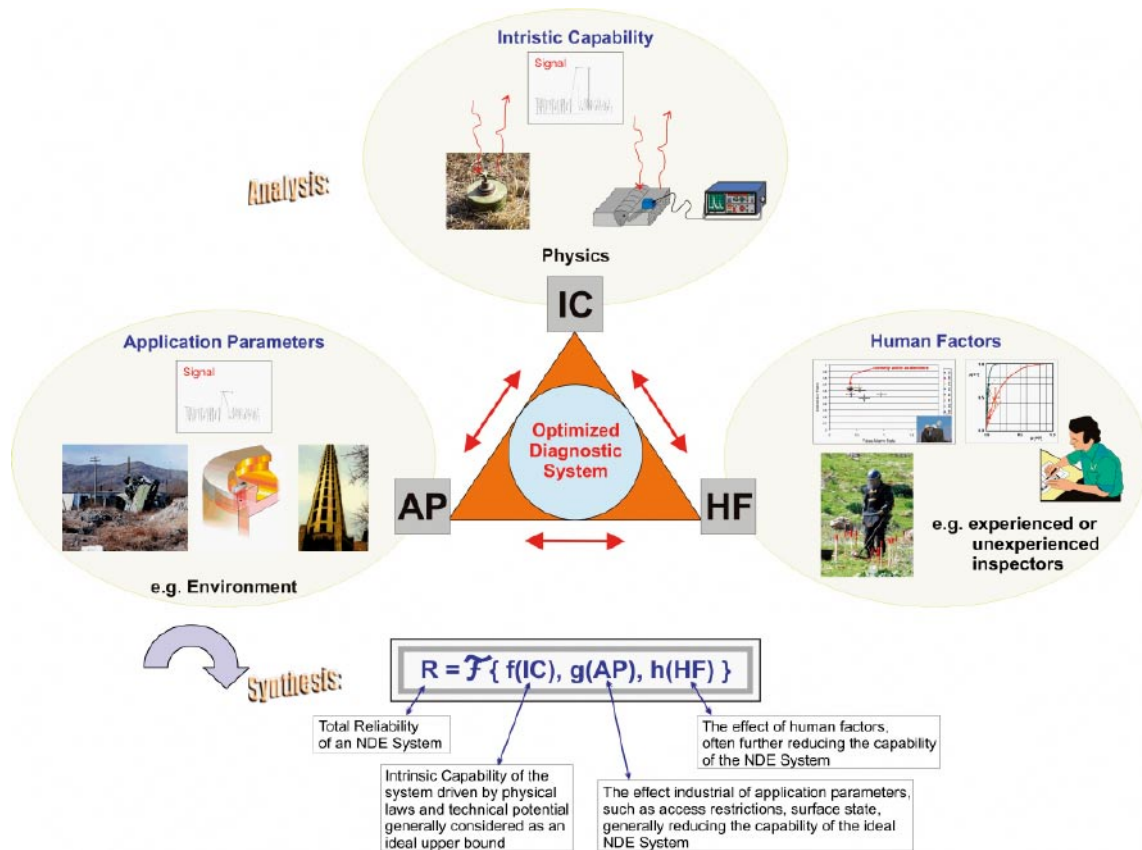 Intristic Capability
Signal
Analysis:
Physics
IC
Application Parameters
Signal
Human Factors
Optimized
Diagnostic
System
AP
HF
e.g. experienced or
unexperienced
inspectors
e.g. Environment
Synthesis:
R = ℱ{ f(IC), g(AP), h(HF) }
Total Reliability
of an NDE System
The effect of human factors,
often further reducing the capability
of the NDE System
Intrinsic Capability of the
system driven by physical
laws and technical potential
generally considered as an
ideal upper bound
The effect industrial of application parameters,
such as access restrictions, surface state,
generally reducing the capability of the ideal
NDE System